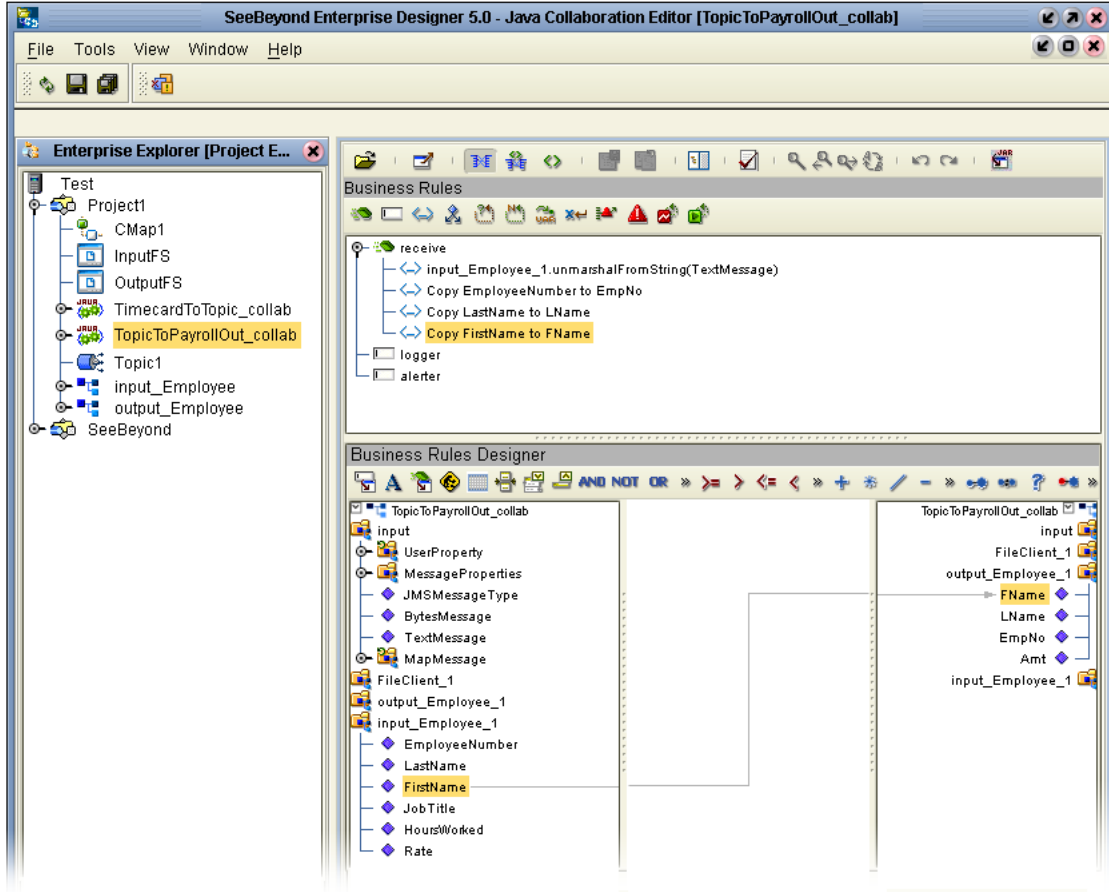 SeeBeyond Enterprise Designer 5.0 - Java Collaboration Editor [TopicToPayrollOut_collab]
File Tools View Window Help
Enterprise Explorer [Project E...
Test
Project1
CMap1
InputFS
OutputFS
JAVA TimecardToTopic_collab
JAVA TopicToPayrollOut_collab
Topic1
input_Employee
output_Employee
SeeBeyond
JAR
Business Rules
receive
input_Employee_1.unmarshalFromString(TextMessage)
Copy EmployeeNumber to EmpNo
Copy LastName to LName
Copy FirstName to FName
logger
alerter
Business Rules Designer
A AND NOT OR » >= > <= < » + / - » ? »
TopicToPayrollOut_collab
input
UserProperty
MessageProperties
JMSMessageType
BytesMessage
TextMessage
MapMessage
FileClient_1
output_Employee_1
input_Employee_1
EmployeeNumber
LastName
FirstName
JobTitle
HoursWorked
Rate
TopicToPayrollOut_collab
input
FileClient_1
output_Employee_1
FName
LName
EmpNo
Amt
input_Employee_1